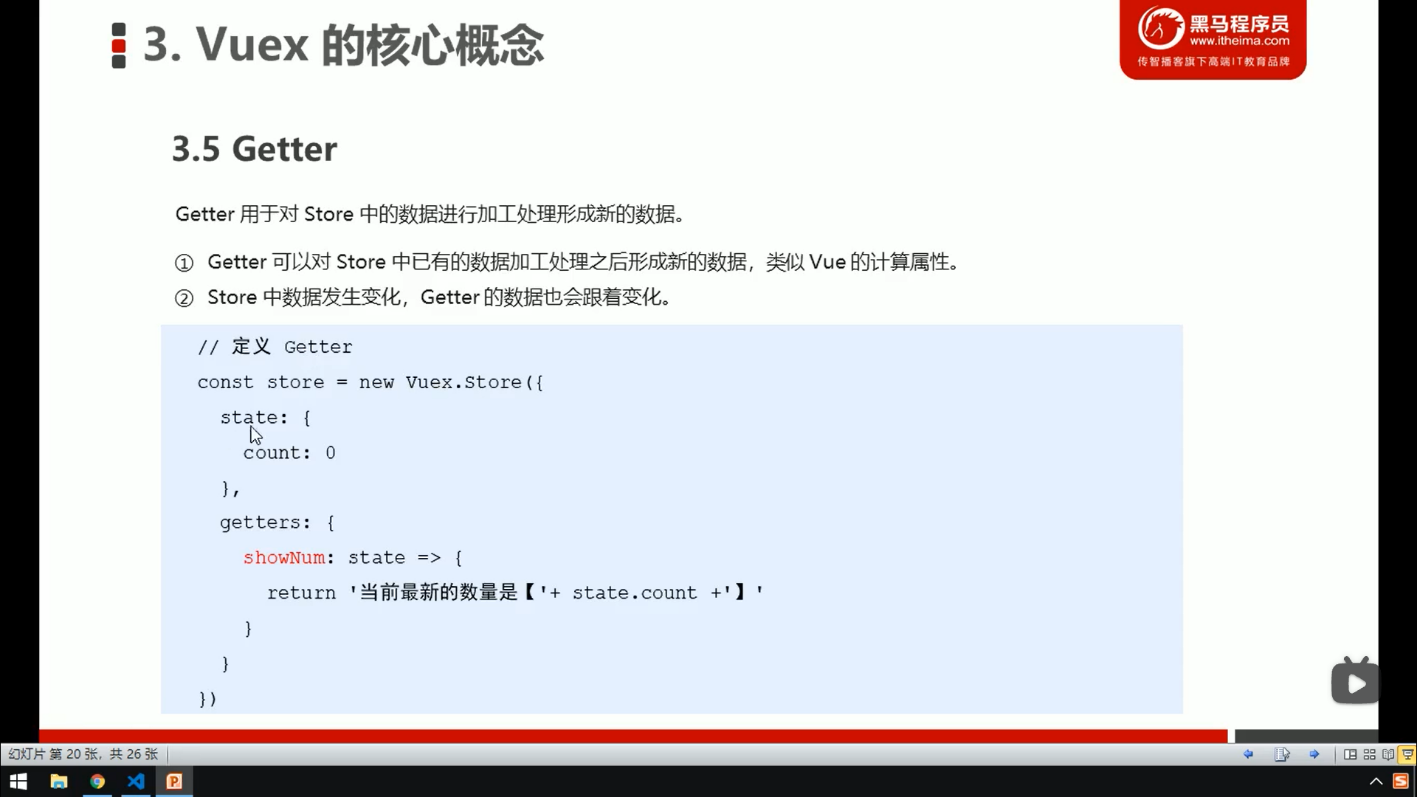 3. Vuex 的核心概念
黑马程序员
www.itheima.com
传智播客旗下高端IT教育品牌
3.5 Getter
Getter 用于对 Store 中的数据进行加工处理形成新的数据。
① Getter 可以对 Store 中已有的数据加工处理之后形成新的数据，类似 Vue 的计算属性。
② Store 中数据发生变化，Getter 的数据也会跟着变化。
// 定义 Getter
const store = new Vuex.Store({
state: {
count: 0
},
getters: {
showNum: state => {
return '当前最新的数量是【'+ state.count +'】'
}
}
})
幻灯片 第 20 张，共 26 张